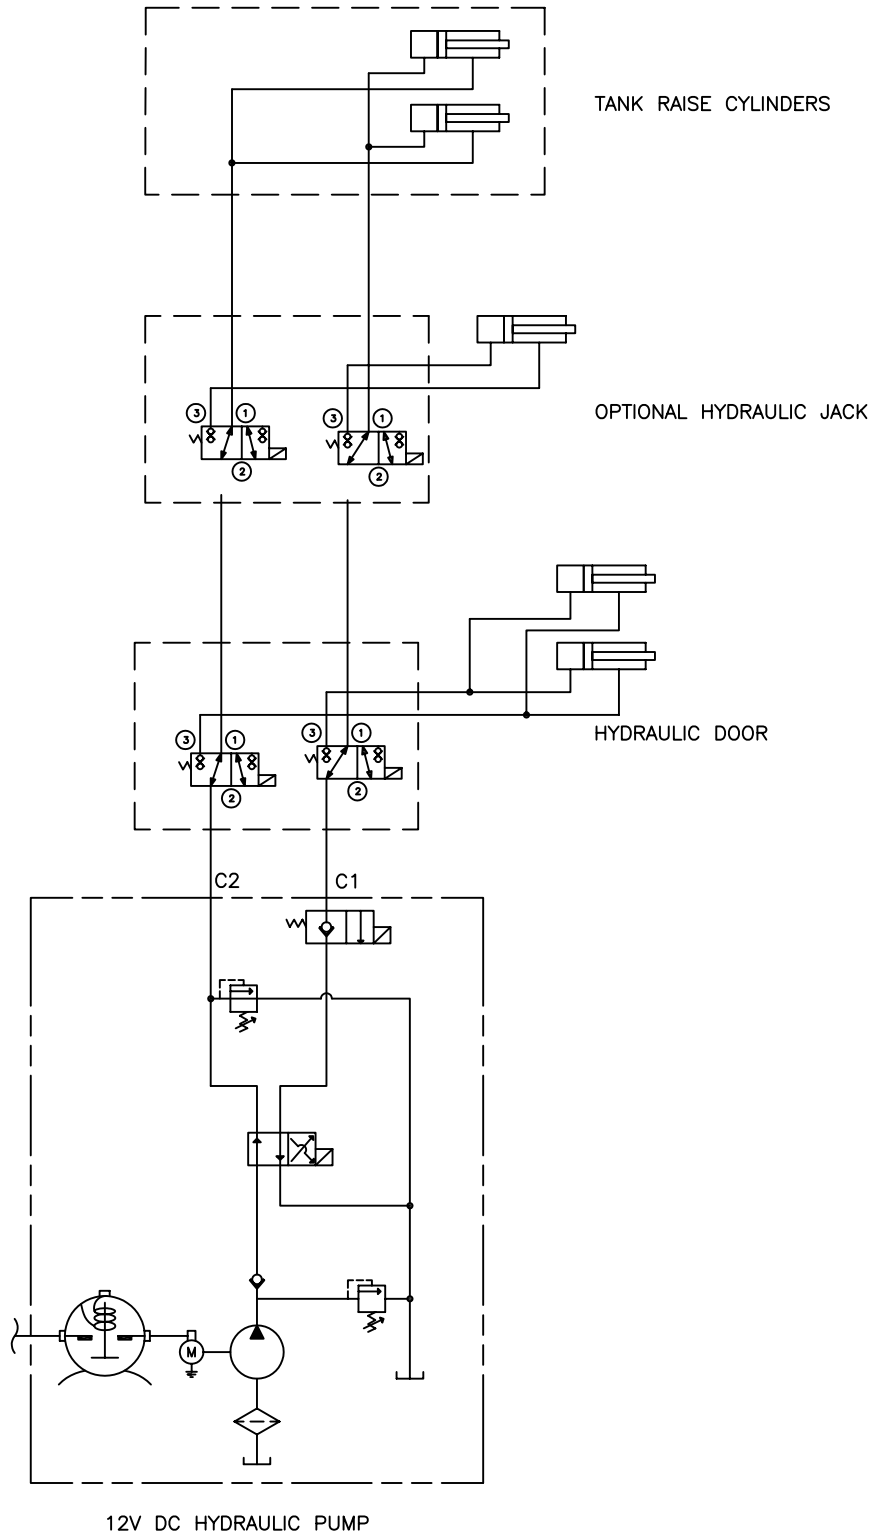 TANK RAISE CYLINDERS
3 1 3 1
OPTIONAL HYDRAULIC JACK
2 2
3 1 3 1
HYDRAULIC DOOR
2 2
C2 C1
M
12V DC HYDRAULIC PUMP